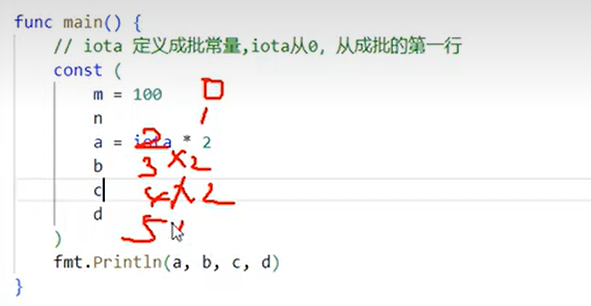 func main() {
// iota 定义成批常量,iota从0, 从成批的第一行
const (
m = 100 0
n 1
a = iota * 2 2
b 3 × 2
c 4 × 2
d 5
)
fmt.Println(a, b, c, d)
}